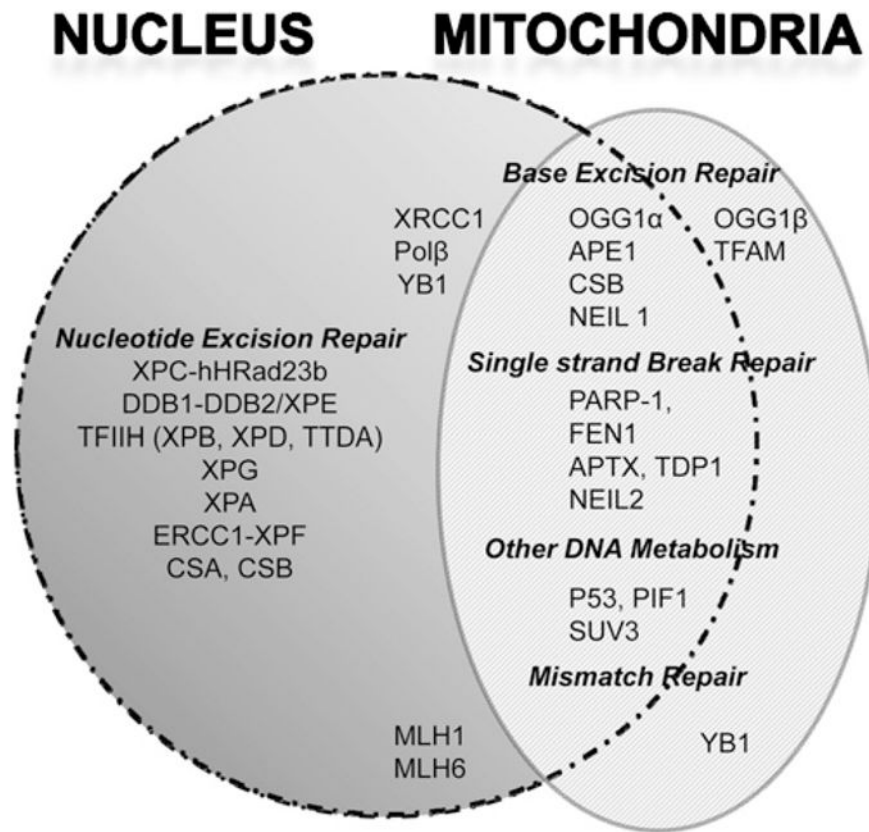 NUCLEUS MITOCHONDRIA
Base Excision Repair
XRCC1 OGG1α OGG1β
Polβ APE1 TFAM
YB1 CSB
NEIL 1
Nucleotide Excision Repair Single strand Break Repair
XPC-hHRad23b
DDB1-DDB2/XPE PARP-1,
TFIIH (XPB, XPD, TTDA) FEN1
XPG APTX, TDP1
XPA NEIL2
ERCC1-XPF Other DNA Metabolism
CSA, CSB
P53, PIF1
SUV3
Mismatch Repair
MLH1 YB1
MLH6